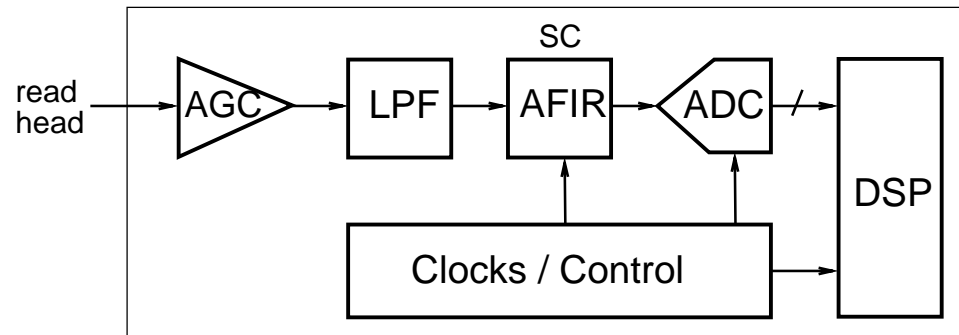 SC
read
head
AGC
LPF
AFIR
ADC
DSP
Clocks / Control